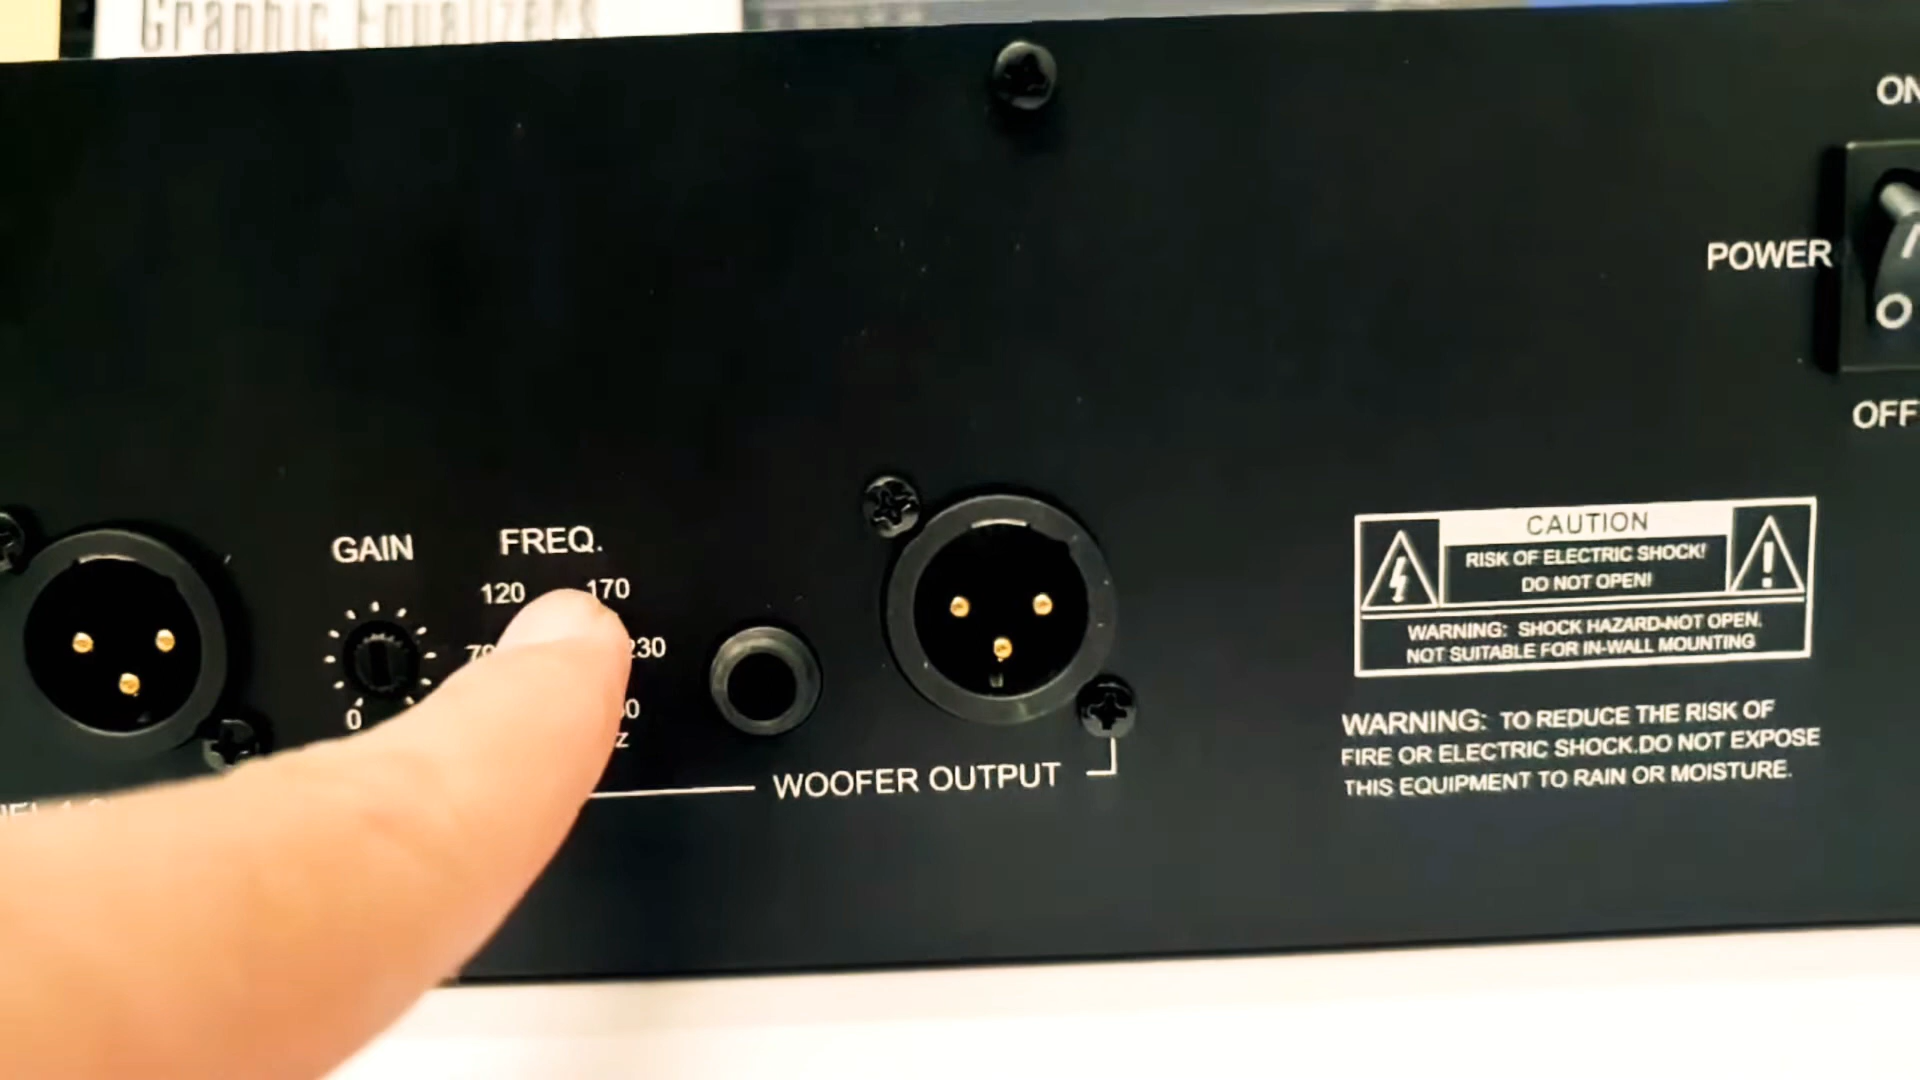 Graphic Equalizers
ON
POWER
O
OFF
GAIN
FREQ.
120
170
230
0
WOOFER OUTPUT
CAUTION
RISK OF ELECTRIC SHOCK!
DO NOT OPEN!
WARNING: SHOCK HAZARD-NOT OPEN.
NOT SUITABLE FOR IN-WALL MOUNTING
WARNING: TO REDUCE THE RISK OF
FIRE OR ELECTRIC SHOCK.DO NOT EXPOSE
THIS EQUIPMENT TO RAIN OR MOISTURE.